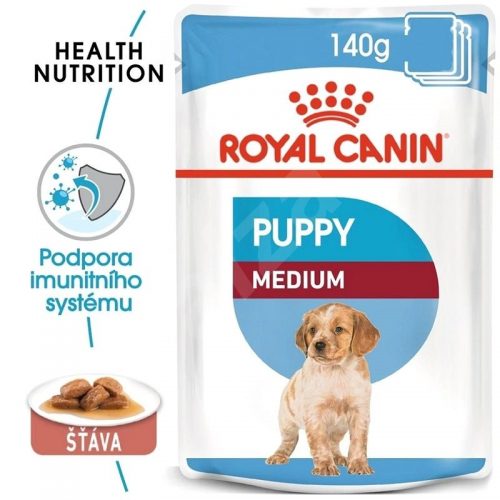 HEALTH
NUTRITION
Podpora
imunitního
systému
ŠŤÁVA
140g
ROYAL CANIN
PUPPY
MEDIUM